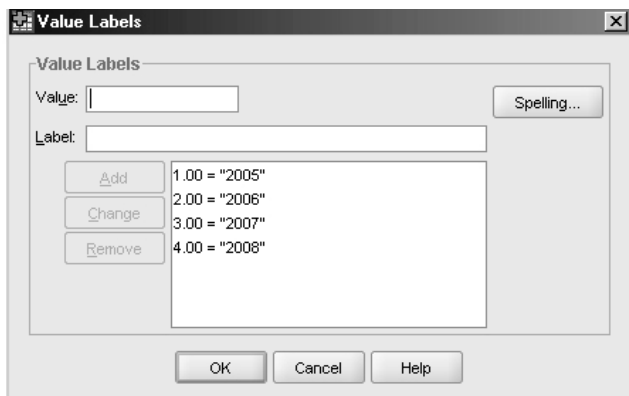 Value Labels
Value Labels
Value:
Spelling...
Label:
Add
1.00 = "2005"
Change
2.00 = "2006"
Remove
3.00 = "2007"
4.00 = "2008"
OK
Cancel
Help